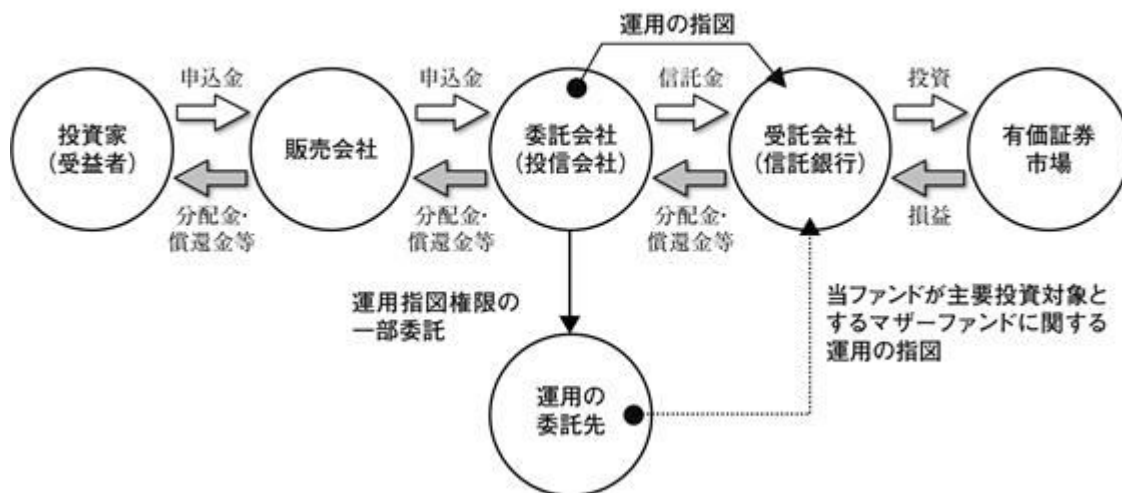 運用の指図
申込金
申込金
信託金
投資
投資家
(受益者)
販売会社
委託会社
(投信会社)
受託会社
(信託銀行)
有価証券
市場
分配金・
償還金等
分配金・
償還金等
分配金・
償還金等
損益
運用指図権限の
一部委託
当ファンドが主要投資対象と
するマザーファンドに関する
運用の指図
運用の
委託先